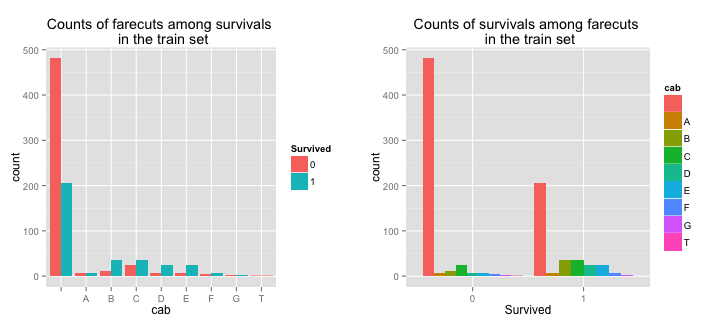 Counts of farecuts among survivals
in the train set
500
400
300
200
100
0
count
A B C D E F G T
cab
Survived
0
1
Counts of survivals among farecuts
in the train set
500
400
300
200
100
0
count
0 1
Survived
cab
A
B
C
D
E
F
G
T